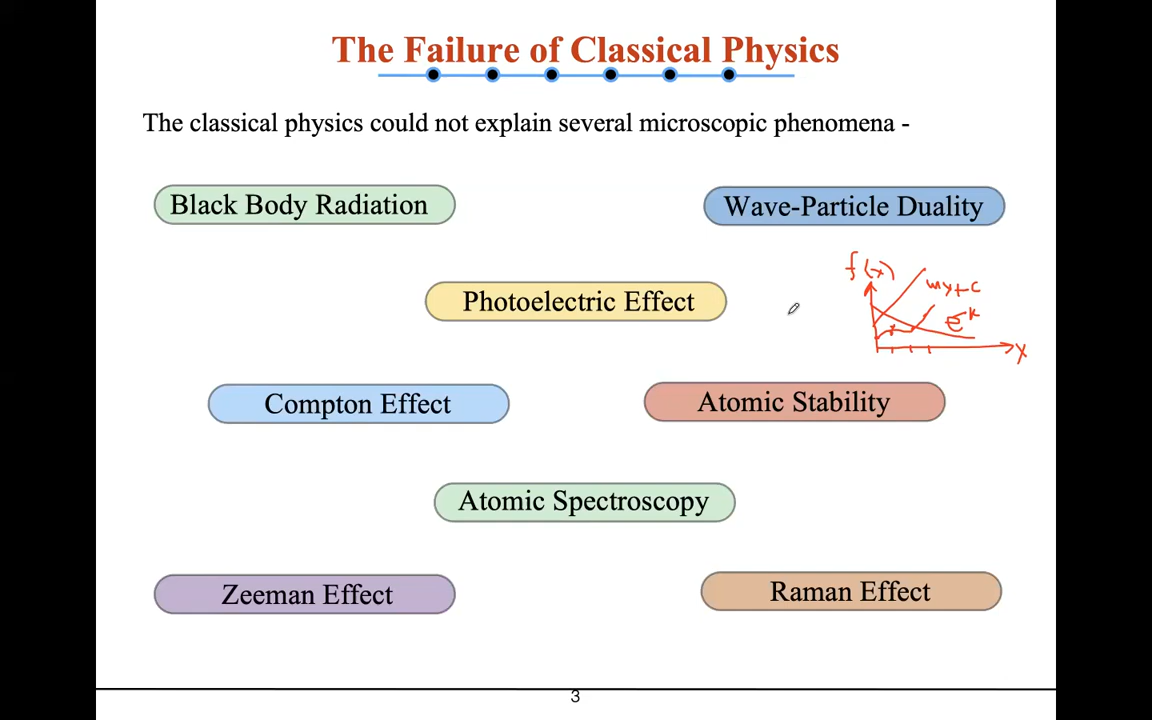 The Failure of Classical Physics
The classical physics could not explain several microscopic phenomena -
Black Body Radiation
Wave-Particle Duality
f(x)
mx+c
Photoelectric Effect
e^-x
x
Compton Effect
Atomic Stability
Atomic Spectroscopy
Zeeman Effect
Raman Effect
3